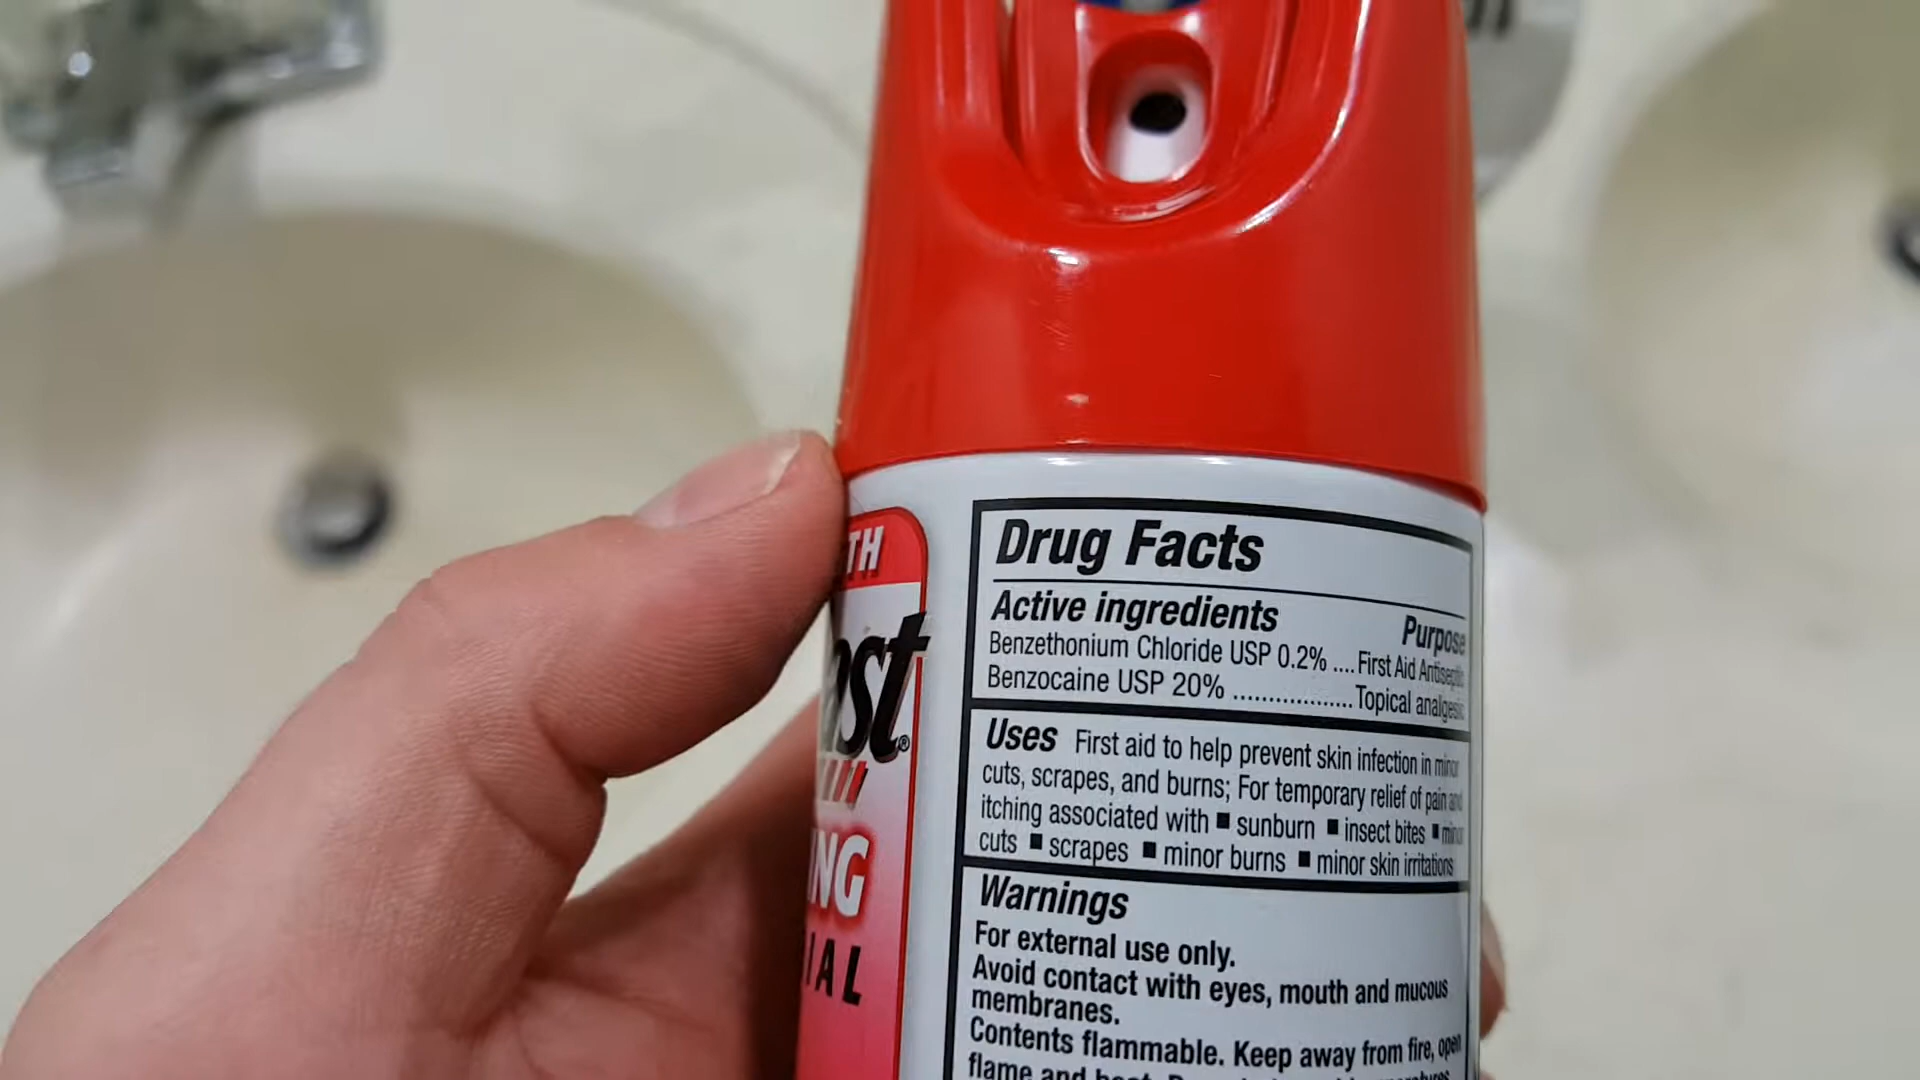 TH
st®
ING
IAL
Drug Facts
Active ingredients Purpose
Benzethonium Chloride USP 0.2% .... First Aid Antiseptic
Benzocaine USP 20% .................. Topical analgesic
Uses First aid to help prevent skin infection in minor
cuts, scrapes, and burns; For temporary relief of pain and
itching associated with ■ sunburn ■ insect bites ■ minor
cuts ■ scrapes ■ minor burns ■ minor skin irritations
Warnings
For external use only.
Avoid contact with eyes, mouth and mucous
membranes.
Contents flammable. Keep away from fire, open
flame and